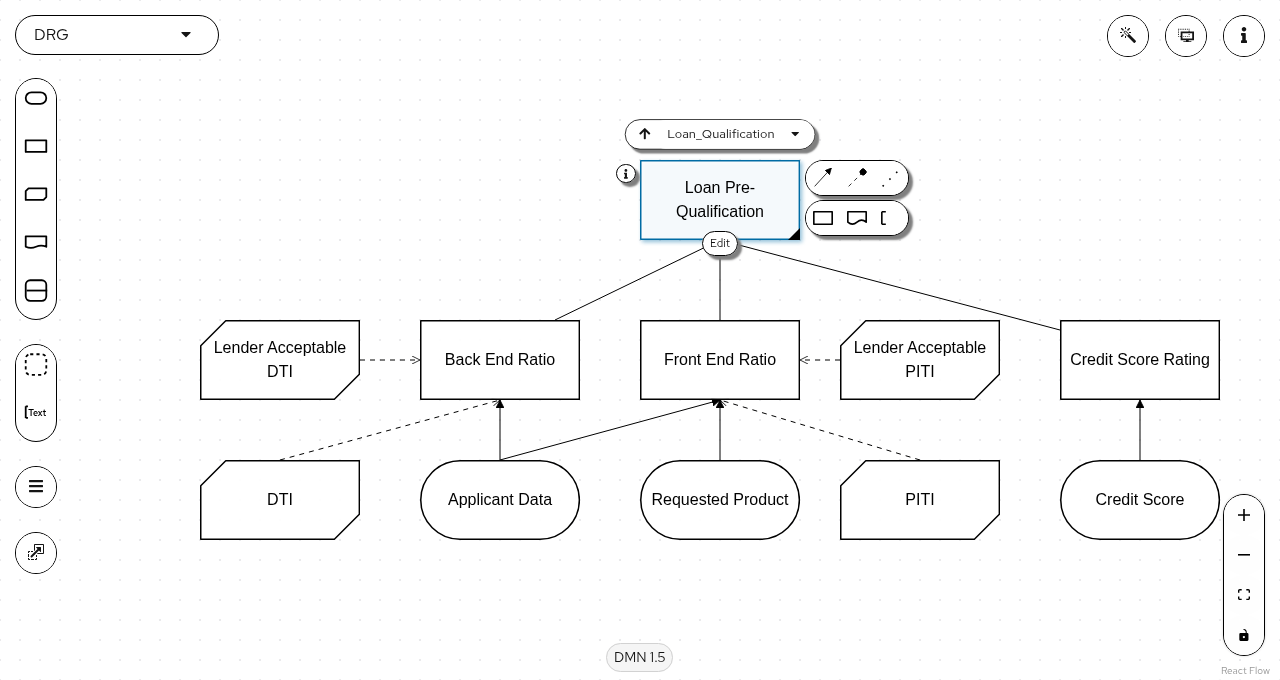 DRG
Loan_Qualification
Loan Pre-
Qualification
Edit
Lender Acceptable
DTI
Back End Ratio
Front End Ratio
Lender Acceptable
PITI
Credit Score Rating
Text
DTI
Applicant Data
Requested Product
PITI
Credit Score
DMN 1.5
React Flow